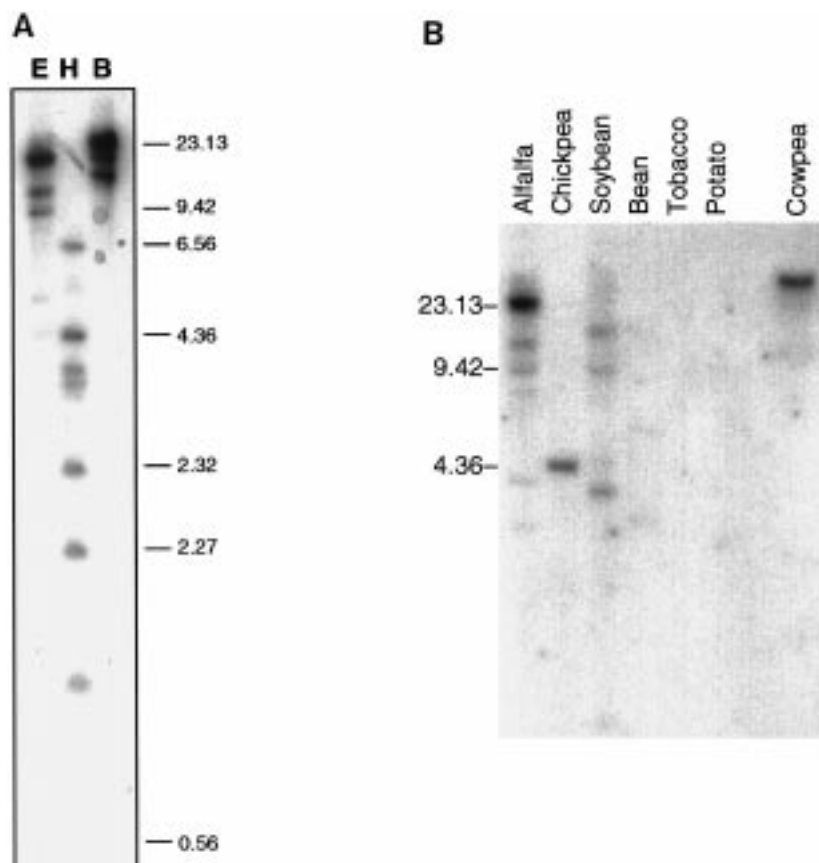 A
E H B
23.13
9.42
6.56
4.36
2.32
2.27
0.56
B
Alfalfa
Chickpea
Soybean
Bean
Tobacco
Potato
Cowpea
23.13
9.42
4.36